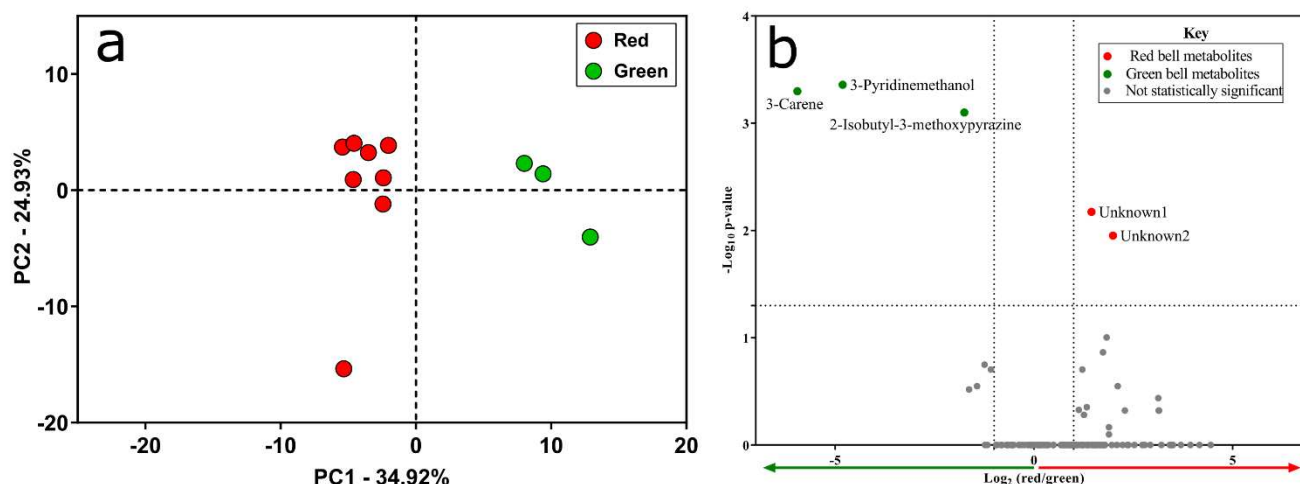 a
Red
Green
10
0
-10
-20
-20
-10
0
10
20
PC2 - 24.93%
PC1 - 34.92%
b
4
3
2
1
0
-Log10 p-value
Key
Red bell metabolites
Green bell metabolites
Not statistically significant
3-Pyridinemethanol
3-Carene
2-Isobutyl-3-methoxypyrazine
Unknown1
Unknown2
-5
0
5
Log2 (red/green)